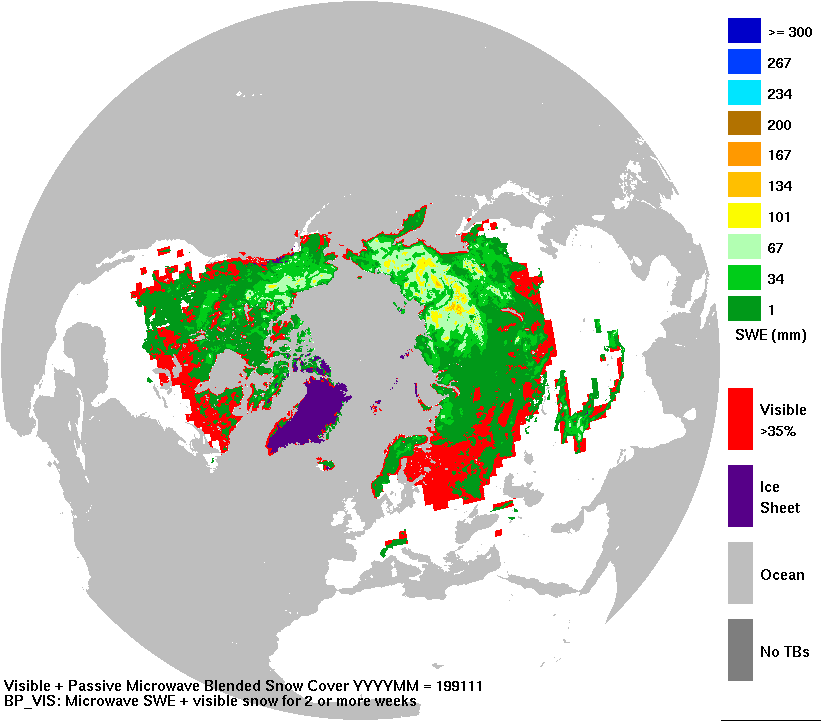 >= 300
267
234
200
167
134
101
67
34
1
SWE (mm)
Visible
>35%
Ice
Sheet
Ocean
No TBs
Visible + Passive Microwave Blended Snow Cover YYYYMM = 199111
BP_VIS: Microwave SWE + visible snow for 2 or more weeks